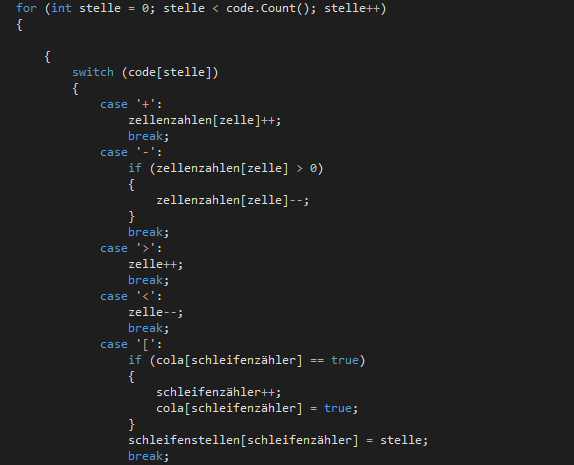 for (int stelle = 0; stelle < code.Count(); stelle++)
{
{
switch (code[stelle])
{
case '+':
zellenzahlen[zelle]++;
break;
case '-':
if (zellenzahlen[zelle] > 0)
{
zellenzahlen[zelle]--;
}
break;
case '>':
zelle++;
break;
case '<':
zelle--;
break;
case '[':
if (cola[schleifenzähler] == true)
{
schleifenzähler++;
cola[schleifenzähler] = true;
}
schleifenstellen[schleifenzähler] = stelle;
break;